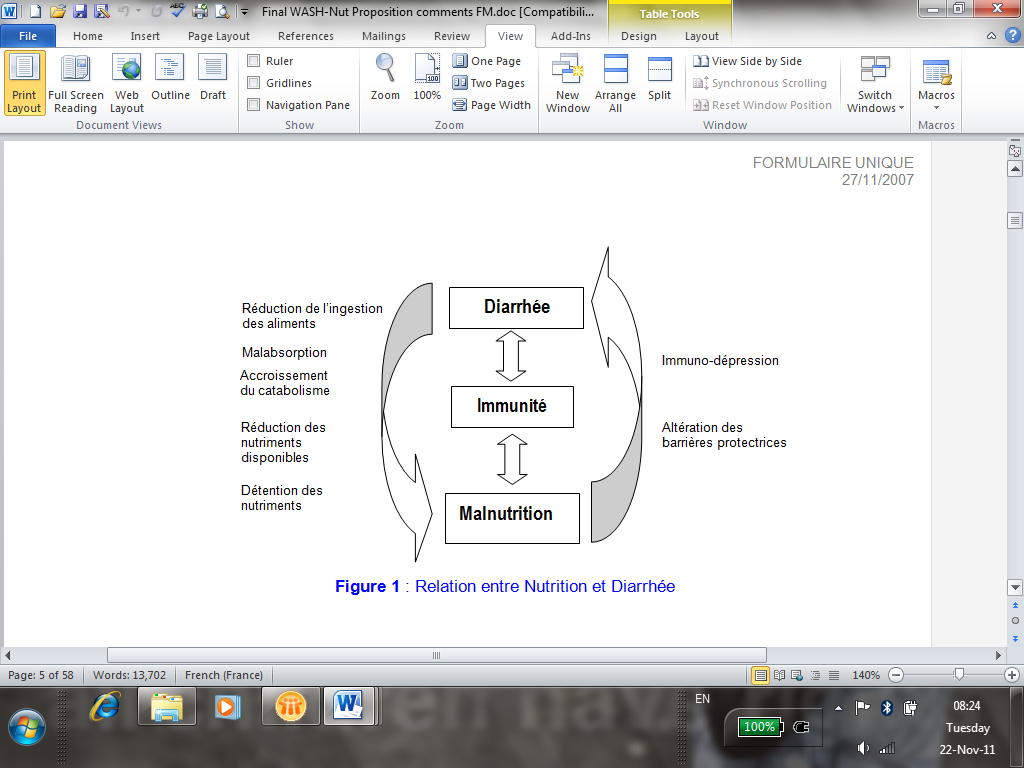 Final WASH-Nut Proposition comments FM.doc [Compatibili...
Table Tools
File
Home
Insert
Page Layout
References
Mailings
Review
View
Add-Ins
Design
Layout
Print
Layout
Full Screen
Reading
Web
Layout
Outline
Draft
Document Views
Ruler
Gridlines
Navigation Pane
Show
Zoom
100
100%
One Page
Two Pages
Page Width
Zoom
New
Window
Arrange
All
Split
View Side by Side
Synchronous Scrolling
Reset Window Position
Window
Switch
Windows
Macros
Macros
FORMULAIRE UNIQUE
27/11/2007
Réduction de l'ingestion
des aliments
Malabsorption
Accroissement
du catabolisme
Réduction des
nutriments
disponibles
Détention des
nutriments
Diarrhée
Immunité
Malnutrition
Immuno-dépression
Altération des
barrières protectrices
Figure 1 : Relation entre Nutrition et Diarrhée
Page: 5 of 58
Words: 13,702
French (France)
140%
EN
100%
08:24
Tuesday
22-Nov-11